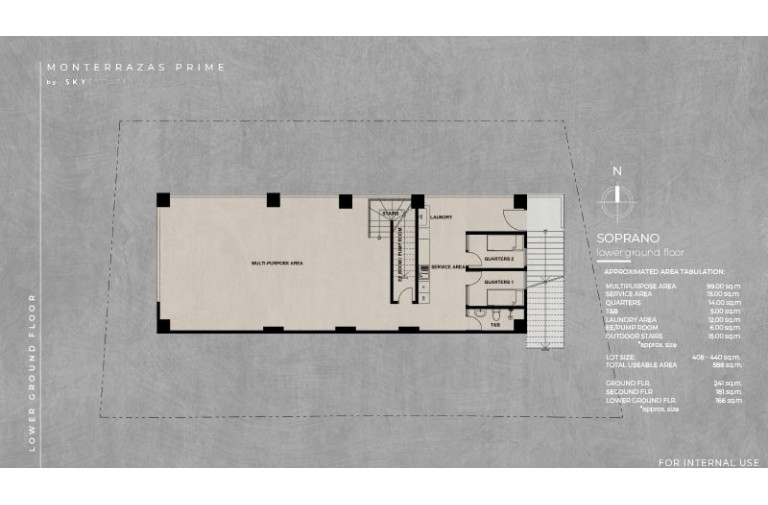 MONTERRAZAS PRIME
by: SKY
LOWER GROUND FLOOR
N
SOPRANO
lower ground floor
APPROXIMATED AREA TABULATION:
MULTIPURPOSE AREA 99.00 sq.m
SERVICE AREA 15.00 sq.m
QUARTERS 14.00 sq.m
T&B 5.00 sq.m
LAUNDRY AREA 12.00 sq.m
EE/PUMP ROOM 6.00 sq.m
OUTDOOR STAIRS 15.00 sq.m
*approx. size
LOT SIZE: 408 - 440 sq.m.
TOTAL USEABLE AREA 588 sq.m.
GROUND FLR. 241 sq.m.
SECOUND FLR 181 sq.m.
LOWER GROUND FLR. 166 sq.m
*approx. size
STAIRS
LAUNDRY
MULTI-PURPOSE AREA
EE ROOM/ PUMP ROOM
SERVICE AREA
QUARTERS 2
QUARTERS 1
T&B
FOR INTERNAL USE